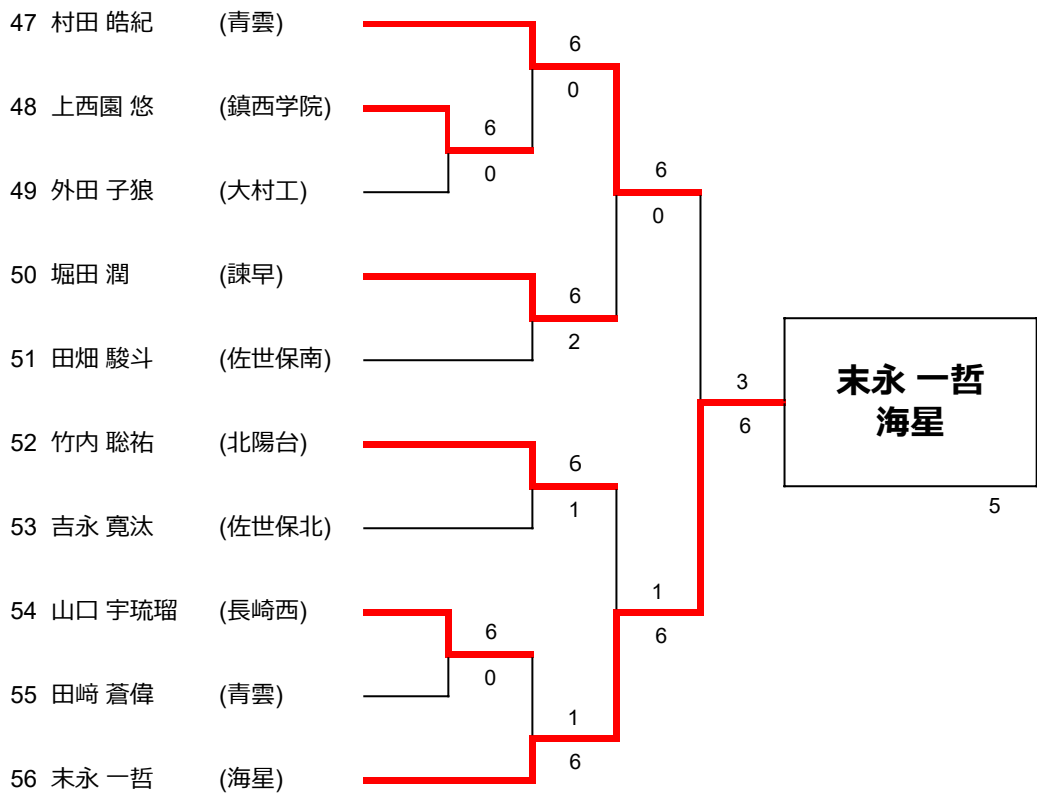 47 村田 皓紀 (青雲)
6
0
48 上西園 悠 (鎮西学院)
6
0
49 外田 子狼 (大村工)
6
0
50 堀田 潤 (諫早)
6
2
51 田畑 駿斗 (佐世保南)
末永 一哲
海星
3
6
52 竹内 聡祐 (北陽台)
6
1
5
53 吉永 寛汰 (佐世保北)
54 山口 宇琉瑠 (長崎西)
1
6
6
0
55 田﨑 蒼偉 (青雲)
1
6
56 末永 一哲 (海星)